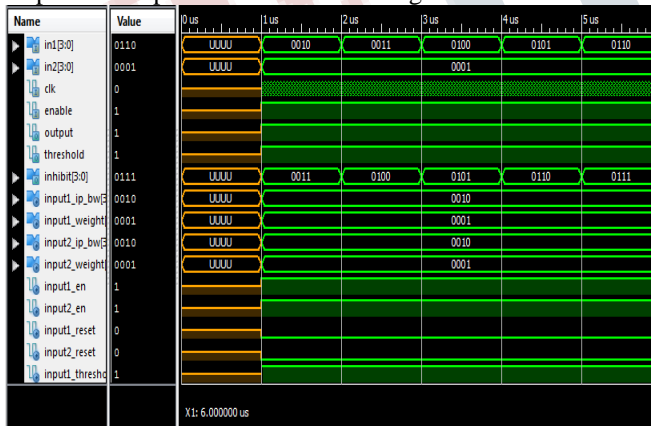 Name Value 0 us 1 us 2 us 3 us 4 us 5 us
in1[3:0] 0110 UUUU 0010 0011 0100 0101 0110
in2[3:0] 0001 UUUU 0001
clk 0
enable 1
output 1
threshold 1
inhibit[3:0] 0111 UUUU 0011 0100 0101 0110 0111
input1_ip_bw[3 0010 UUUU 0010
input1_weight[ 0001 UUUU 0001
input2_ip_bw[3 0010 UUUU 0010
input2_weight[ 0001 UUUU 0001
input1_en 1
input2_en 1
input1_reset 0
input2_reset 0
input1_thresho 1
X1: 6.000000 us